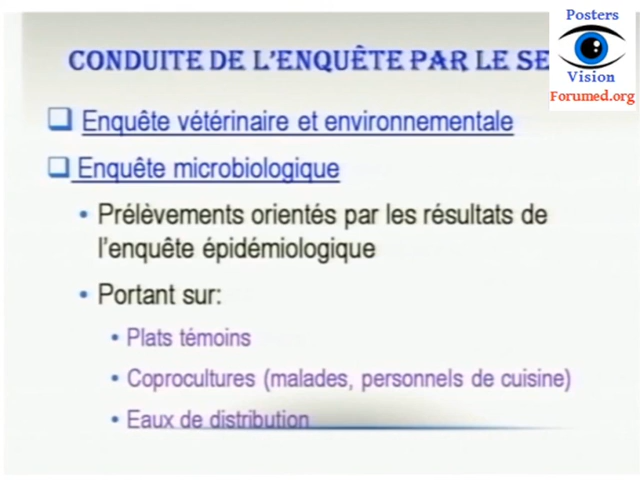 Posters
Vision
Forumed.org
CONDUITE DE L'ENQUÊTE PAR LE SE
Enquête vétérinaire et environnementale
Enquête microbiologique
• Prélèvements orientés par les résultats de
l'enquête épidémiologique
• Portant sur:
• Plats témoins
• Coprocultures (malades, personnels de cuisine)
• Eaux de distribution